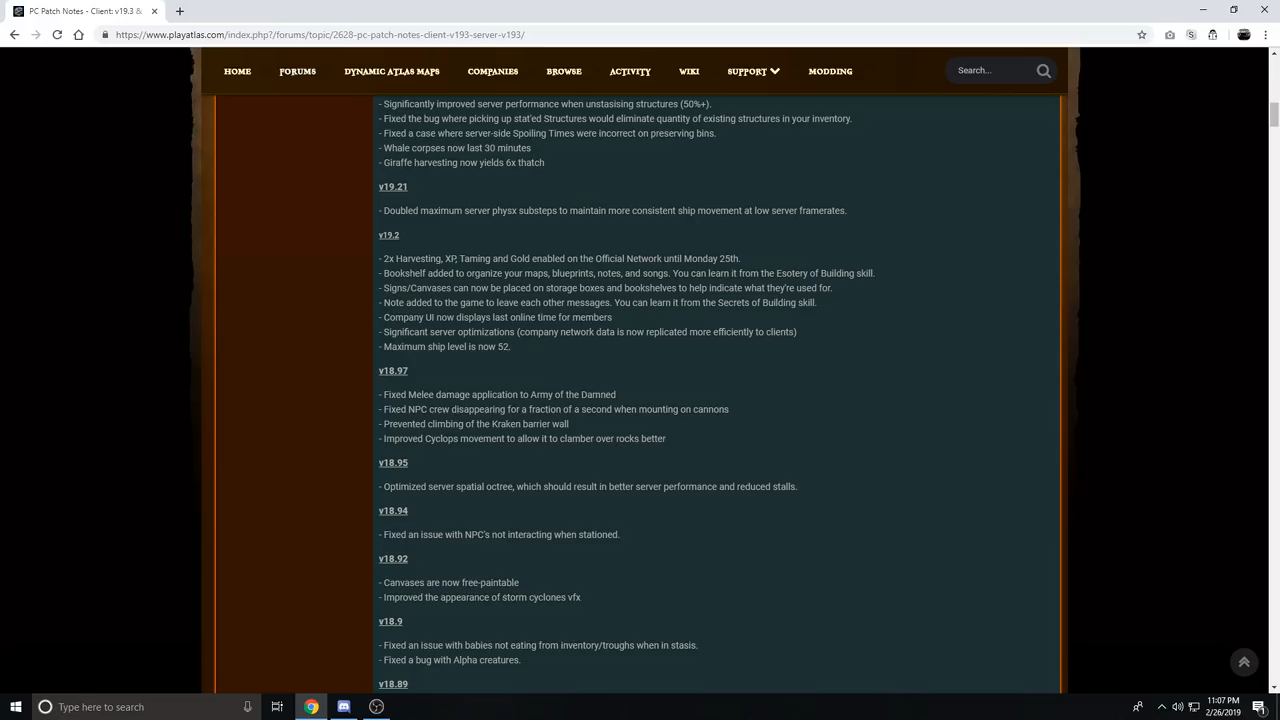 PC Patch Notes: v19.3 &
https://www.playatlas.com/index.php?/forums/topic/2628-pc-patch-notes-client-v193-server-v193/
HOME FORUMS DYNAMIC ATLAS MAPS COMPANIES BROWSE ACTIVITY WIKI SUPPORT MODDING Search...
- Significantly improved server performance when unstasising structures (50%+).
- Fixed the bug where picking up stat'ed Structures would eliminate quantity of existing structures in your inventory.
- Fixed a case where server-side Spoiling Times were incorrect on preserving bins.
- Whale corpses now last 30 minutes
- Giraffe harvesting now yields 6x thatch
v19.21
- Doubled maximum server physx substeps to maintain more consistent ship movement at low server framerates.
v19.2
- 2x Harvesting, XP, Taming and Gold enabled on the Official Network until Monday 25th.
- Bookshelf added to organize your maps, blueprints, notes, and songs. You can learn it from the Esotery of Building skill.
- Signs/Canvases can now be placed on storage boxes and bookshelves to help indicate what they're used for.
- Note added to the game to leave each other messages. You can learn it from the Secrets of Building skill.
- Company UI now displays last online time for members
- Significant server optimizations (company network data is now replicated more efficiently to clients)
- Maximum ship level is now 52.
v18.97
- Fixed Melee damage application to Army of the Damned
- Fixed NPC crew disappearing for a fraction of a second when mounting on cannons
- Prevented climbing of the Kraken barrier wall
- Improved Cyclops movement to allow it to clamber over rocks better
v18.95
- Optimized server spatial octree, which should result in better server performance and reduced stalls.
v18.94
- Fixed an issue with NPC's not interacting when stationed.
v18.92
- Canvases are now free-paintable
- Improved the appearance of storm cyclones vfx
v18.9
- Fixed an issue with babies not eating from inventory/troughs when in stasis.
- Fixed a bug with Alpha creatures.
v18.89
Type here to search
11:07 PM
2/26/2019